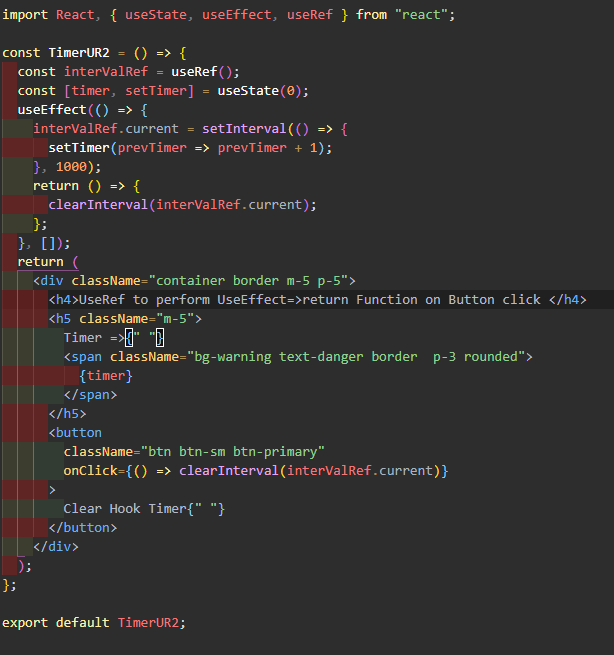 import React, { useState, useEffect, useRef } from "react";

const TimerUR2 = () => {
  const interValRef = useRef();
  const [timer, setTimer] = useState(0);
  useEffect(() => {
    interValRef.current = setInterval(() => {
      setTimer(prevTimer => prevTimer + 1);
    }, 1000);
    return () => {
      clearInterval(interValRef.current);
    };
  }, []);
  return (
    <div className="container border m-5 p-5">
      <h4>UseRef to perform UseEffect=>return Function on Button click </h4>
      <h5 className="m-5">
        Timer =>{" "}
        <span className="bg-warning text-danger border  p-3 rounded">
          {timer}
        </span>
      </h5>
      <button
        className="btn btn-sm btn-primary"
        onClick={() => clearInterval(interValRef.current)}
      >
        Clear Hook Timer{" "}
      </button>
    </div>
  );
};

export default TimerUR2;